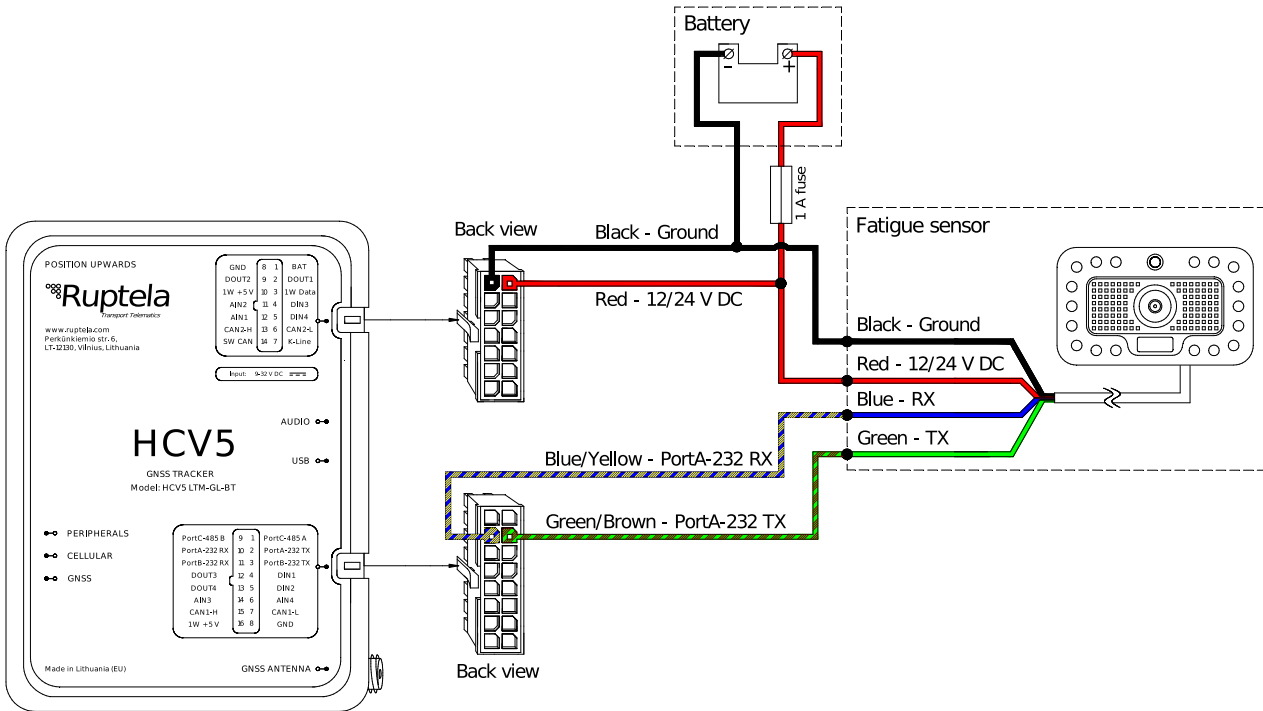 Battery
-
+
1 A fuse
Back view
Black - Ground
Red - 12/24 V DC
Fatigue sensor
Black - Ground
Red - 12/24 V DC
Blue - RX
Green - TX
Blue/Yellow - PortA-232 RX
Green/Brown - PortA-232 TX
Back view
POSITION UPWARDS
Ruptela
Transport Telematics
www.ruptela.com
Perkūnkiemio str. 6,
LT-12130, Vilnius, Lithuania
GND 8 1 BAT
DOUT2 9 2 DOUT1
1W +5 V 10 3 1W Data
AIN2 11 4 DIN3
AIN1 12 5 DIN4
CAN2-H 13 6 CAN2-L
SW CAN 14 7 K-Line
Input: 9-32 V DC
AUDIO
USB
HCV5
GNSS TRACKER
Model: HCV5 LTM-GL-BT
PERIPHERALS
CELLULAR
GNSS
PortC-485 B 9 1 PortC-485 A
PortA-232 RX 10 2 PortA-232 TX
PortB-232 RX 11 3 PortB-232 TX
DOUT3 12 4 DIN1
DOUT4 13 5 DIN2
AIN3 14 6 AIN4
CAN1-H 15 7 CAN1-L
1W +5 V 16 8 GND
Made in Lithuania (EU)
GNSS ANTENNA